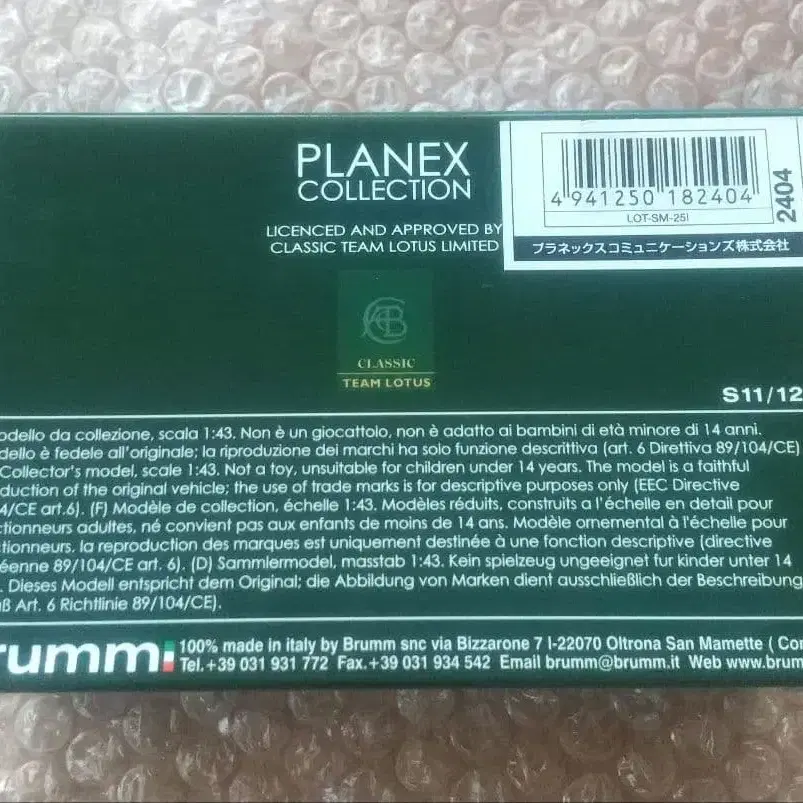 PLANEX
COLLECTION
LICENCED AND APPROVED BY
CLASSIC TEAM LOTUS LIMITED
4 941250 182404
2404
LOT-SM-25I
プラネックスコミュニケーションズ株式会社
CLASSIC
TEAM LOTUS
S11/12
odello da collezione, scala 1:43. Non è un giocattolo, non è adatto ai bambini di età minore di 14 anni.
dello è fedele all'originale; la riproduzione dei marchi ha solo funzione descrittiva (art. 6 Direttiva 89/104/CE)
Collector's model, scale 1:43. Not a toy, unsuitable for children under 14 years. The model is a faithful
duction of the original vehicle; the use of trade marks is for descriptive purposes only (EEC Directive
4/CE art.6). (F) Modèle de collection, échelle 1:43. Modèles réduits, construits a l'échelle en detail pour
ctionneurs adultes, né convient pas aux enfants de moins de 14 ans. Modèle ornemental à l'échelle pour
ctionneurs, la reproduction des marques est uniquement destinée à une fonction descriptive (directive
éenne 89/104/CE art. 6). (D) Sammlermodel, masstab 1:43. Kein spielzeug ungeeignet fur kinder unter 14
. Dieses Modell entspricht dem Original; die Abbildung von Marken dient ausschließlich der Beschreibung
ß Art. 6 Richtlinie 89/104/CE).
rumm
100% made in italy by Brumm snc via Bizzarone 7 I-22070 Oltrona San Mamette ( Con
Tel.+39 031 931 772 Fax.+39 031 934 542 Email brumm@brumm.it Web www.brum